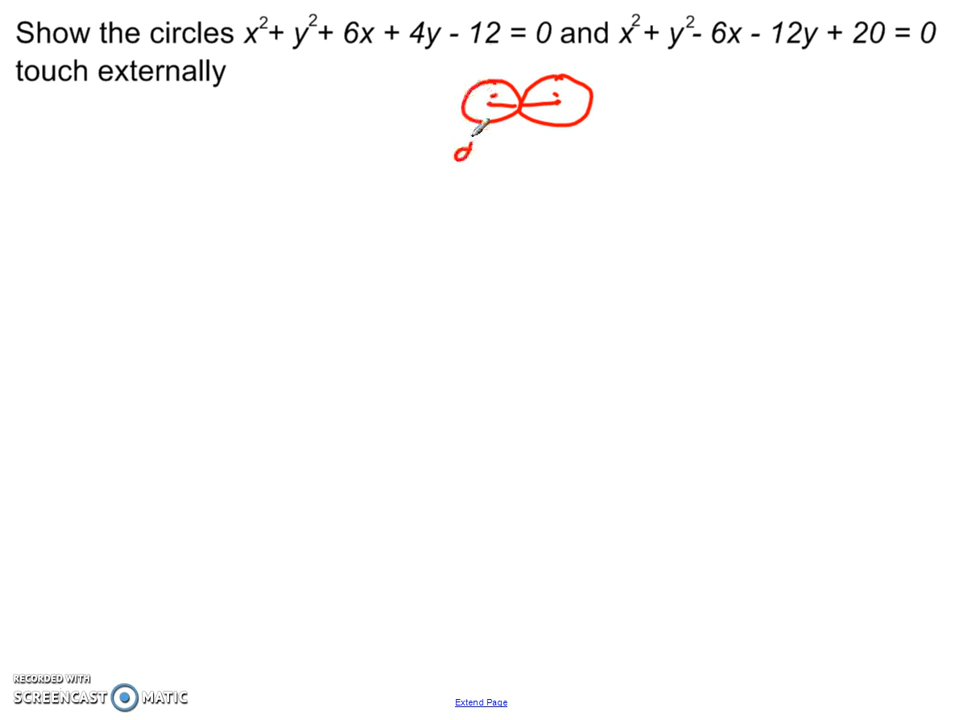 Show the circles x²+ y²+ 6x + 4y - 12 = 0 and x²+ y²- 6x - 12y + 20 = 0
touch externally
d
RECORDED WITH
SCREENCAST MATIC
Extend Page